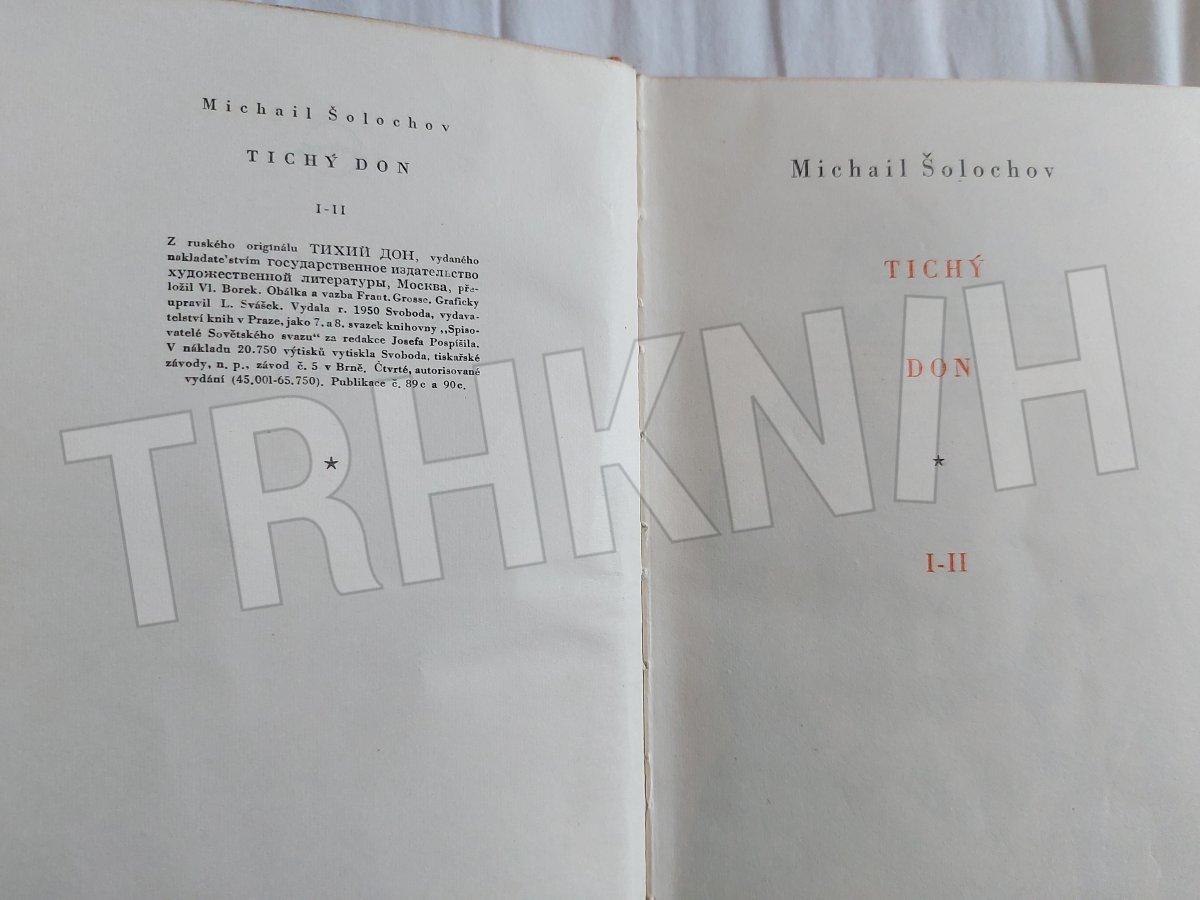 Michail Šolochov
TICHÝ DON
I-II
Z ruského originálu ТИХИЙ ДОН, vydaného
nakladate'stvím государственное издательство
художественной литературы, Москва, pře-
ložil Vl. Borek. Obálka a vazba Frant. Grosse. Graficky
upravil L. Svášek. Vydala r. 1950 Svoboda, vydava-
telství knih v Praze, jako 7. a 8. svazek knihovny „Spiso-
vatelé Sovětského svazu“ za redakce Josefa Pospíšila.
V nákladu 20.750 výtisků vytiskla Svoboda, tiskařské
závody, n. p., závod č. 5 v Brně. Čtvrté, autorisované
vydání (45.001-65.750). Publikace č. 89c a 90c.
Michail Šolochov
TICHÝ
DON
I-II
TRHKNIH